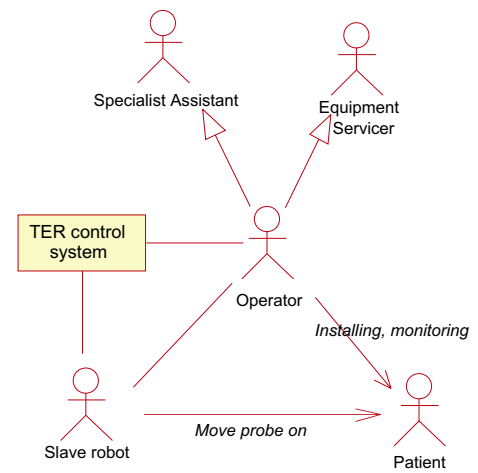 Specialist Assistant
Equipment
Servicer
TER control
system
Operator
Installing, monitoring
Move probe on
Slave robot
Patient